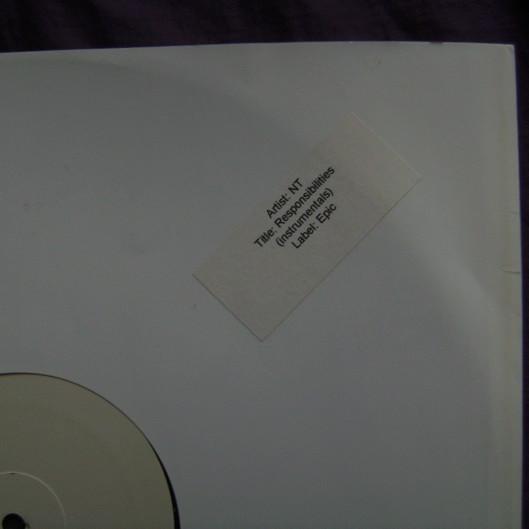 Artist: NT
Title: Responsibilities
(instrumentals)
Label: Epic